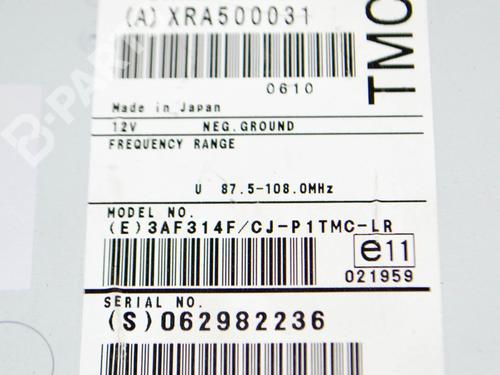 (A) XRA500031
TMC
0610
Made in Japan
12V NEG.GROUND
FREQUENCY RANGE
U 87.5-108.0MHz
MODEL NO.
(E)3AF314F/CJ-P1TMC-LR
e11
021959
SERIAL NO.
(S)062982236
B-PARTS